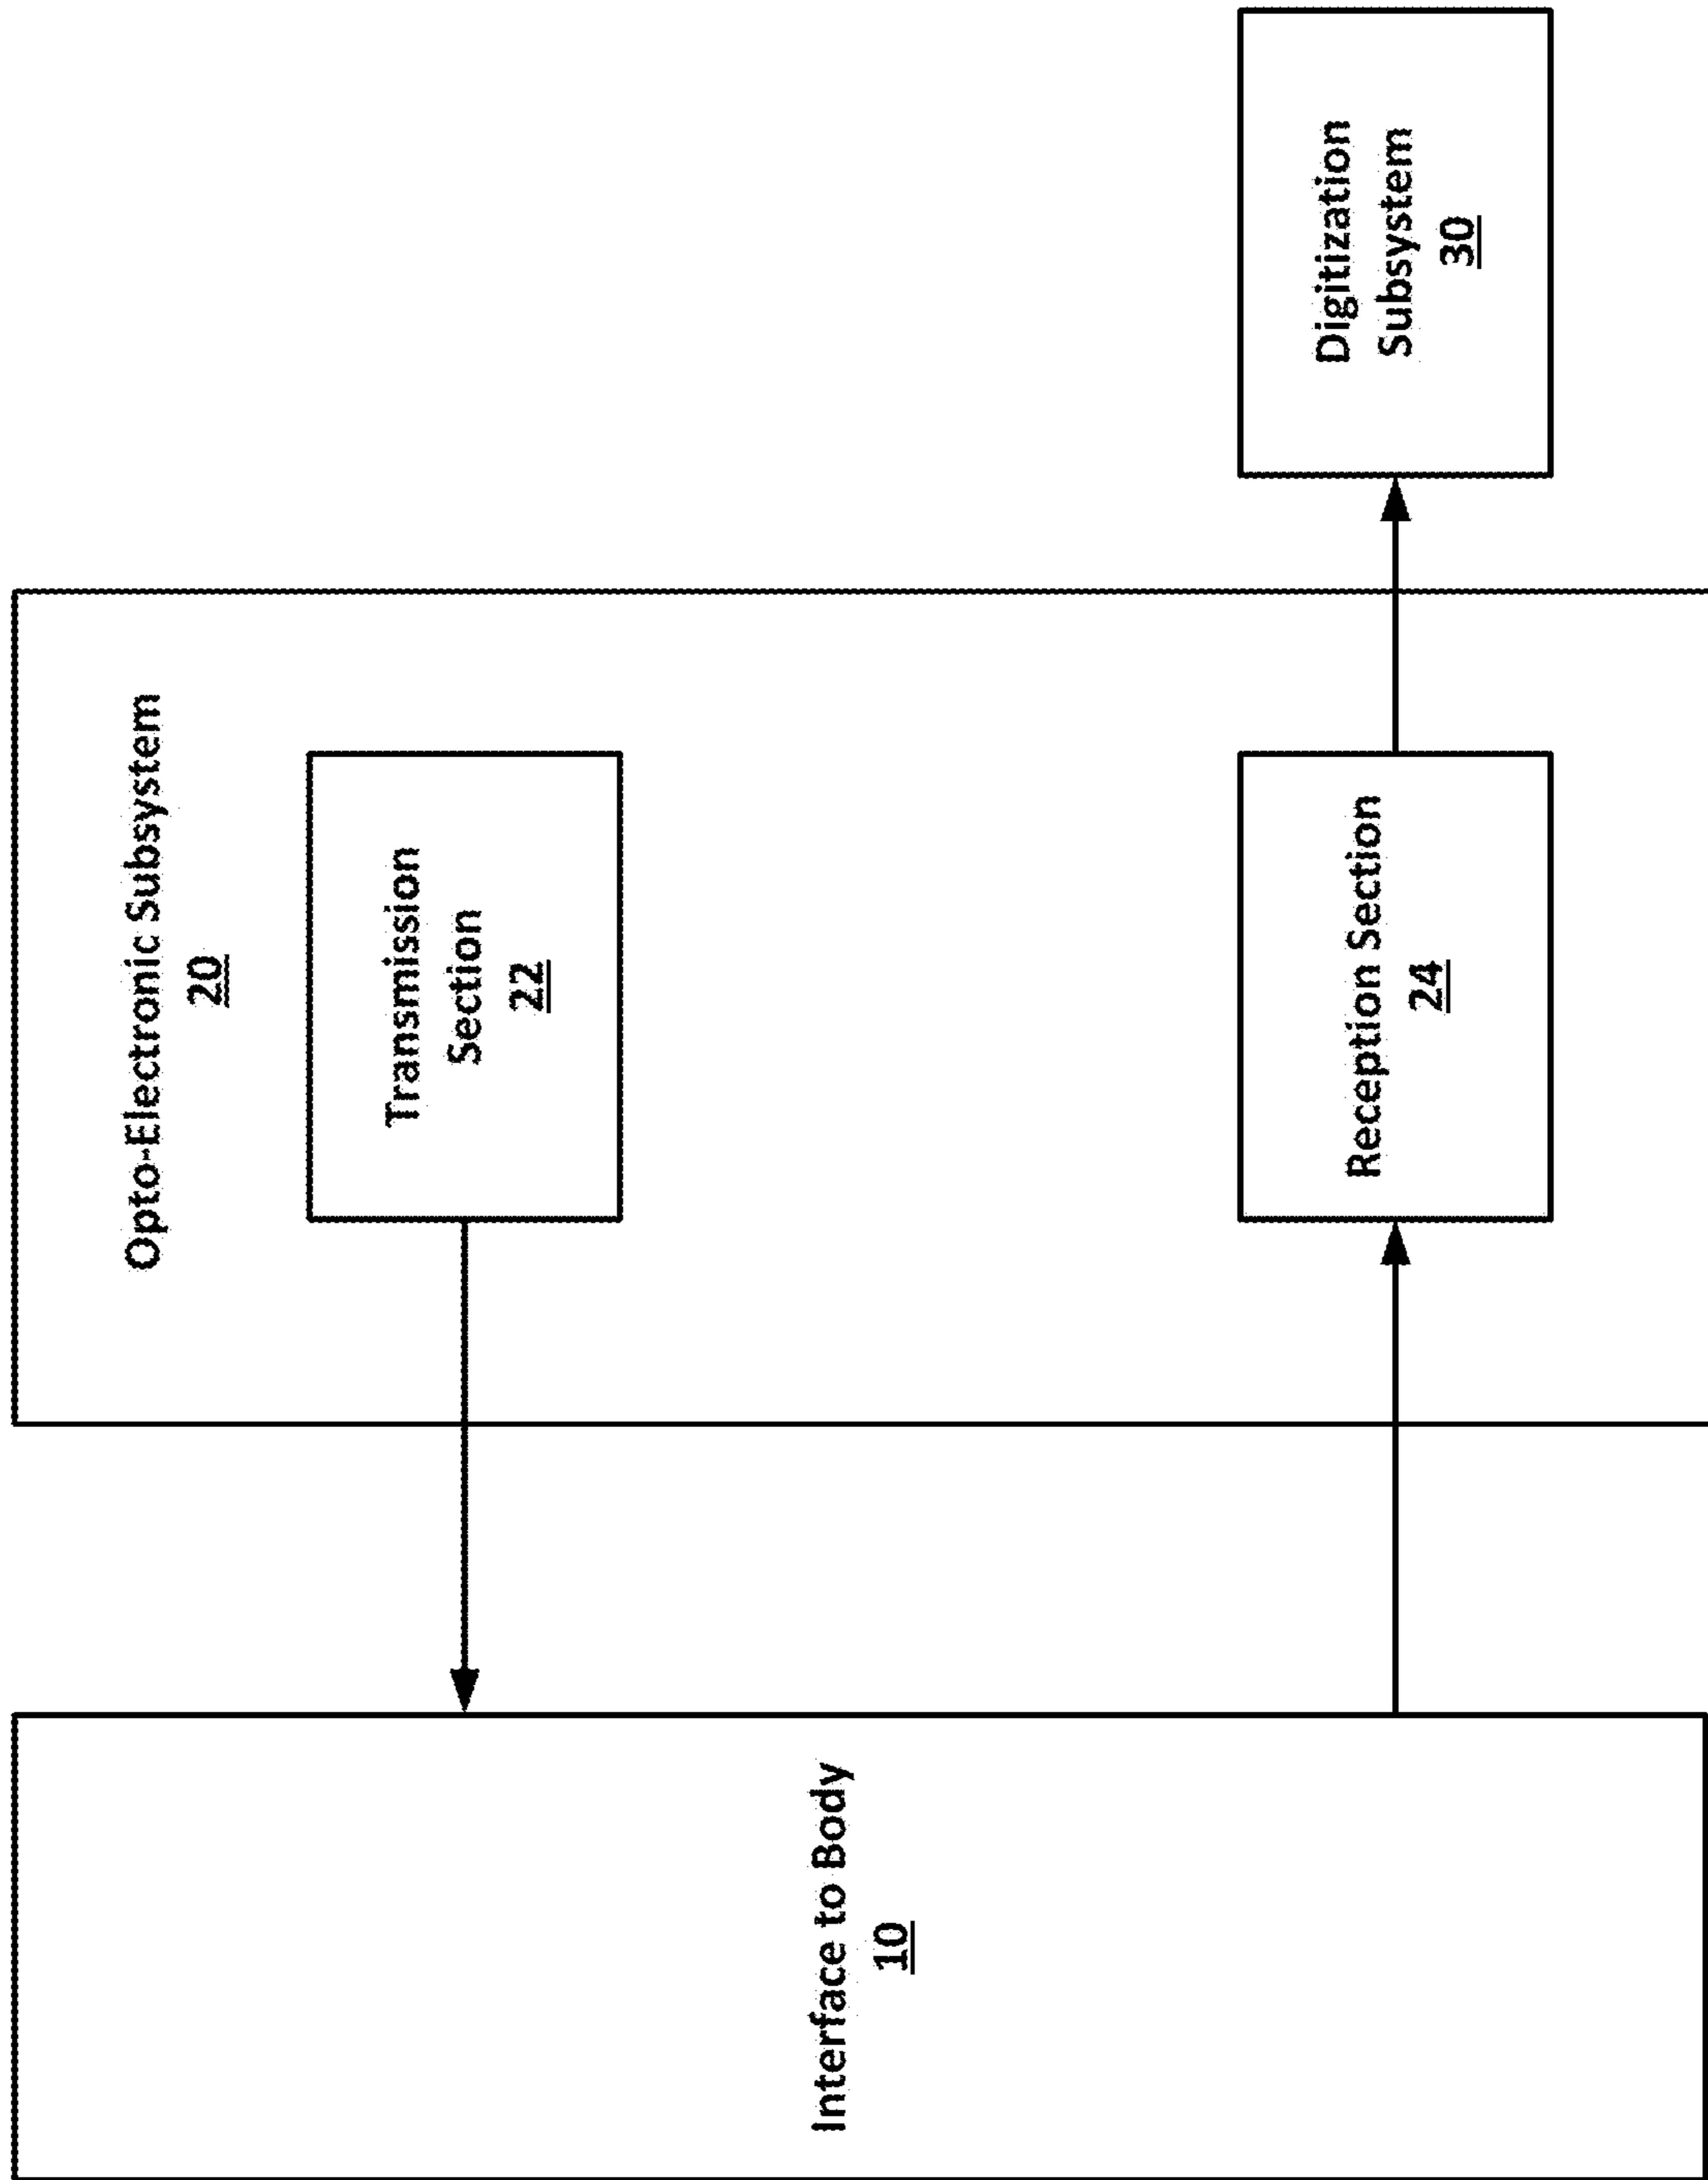 Interface to Body
10
Opto-Electronic Subsystem
20
Transmission
Section
22
Reception Section
24
Digitization
Subsystem
30